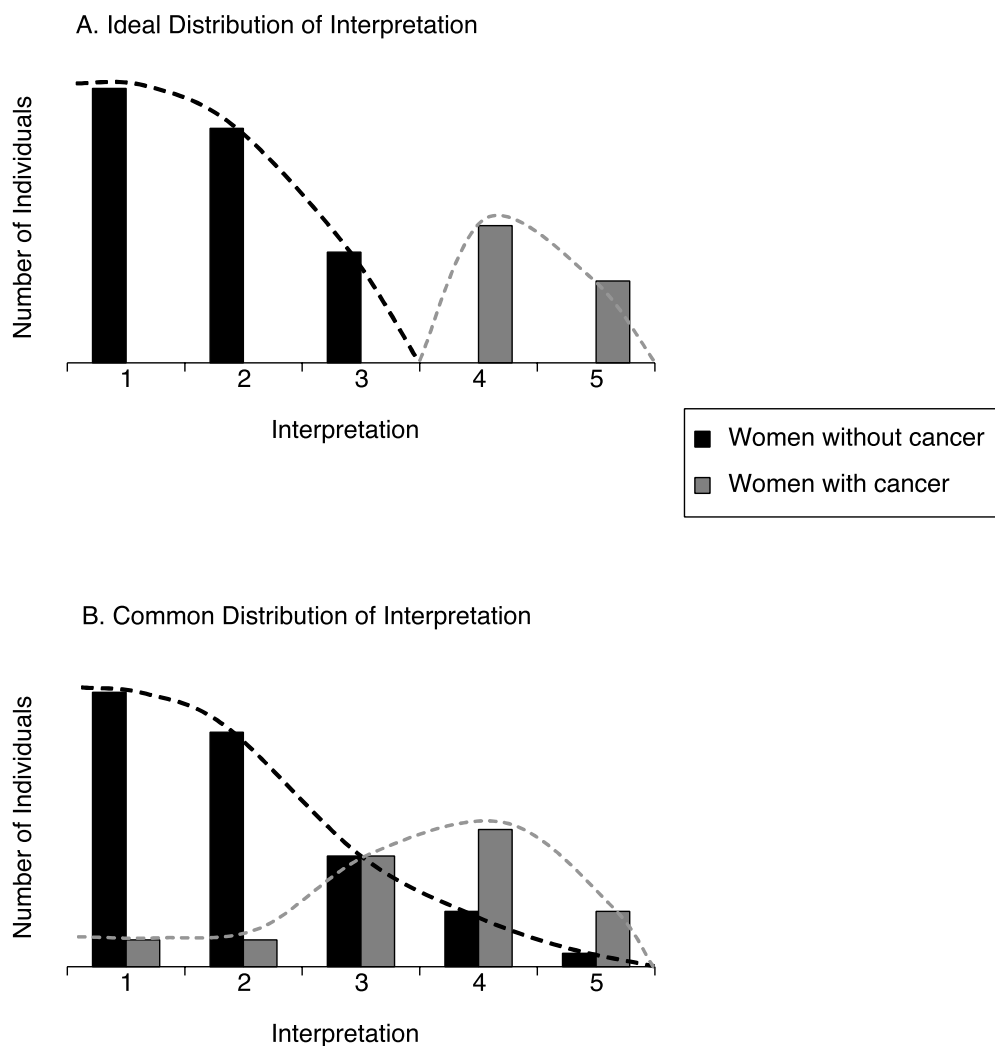 A. Ideal Distribution of Interpretation
Number of Individuals
1 2 3 4 5
Interpretation
Women without cancer
Women with cancer
B. Common Distribution of Interpretation
Number of Individuals
1 2 3 4 5
Interpretation